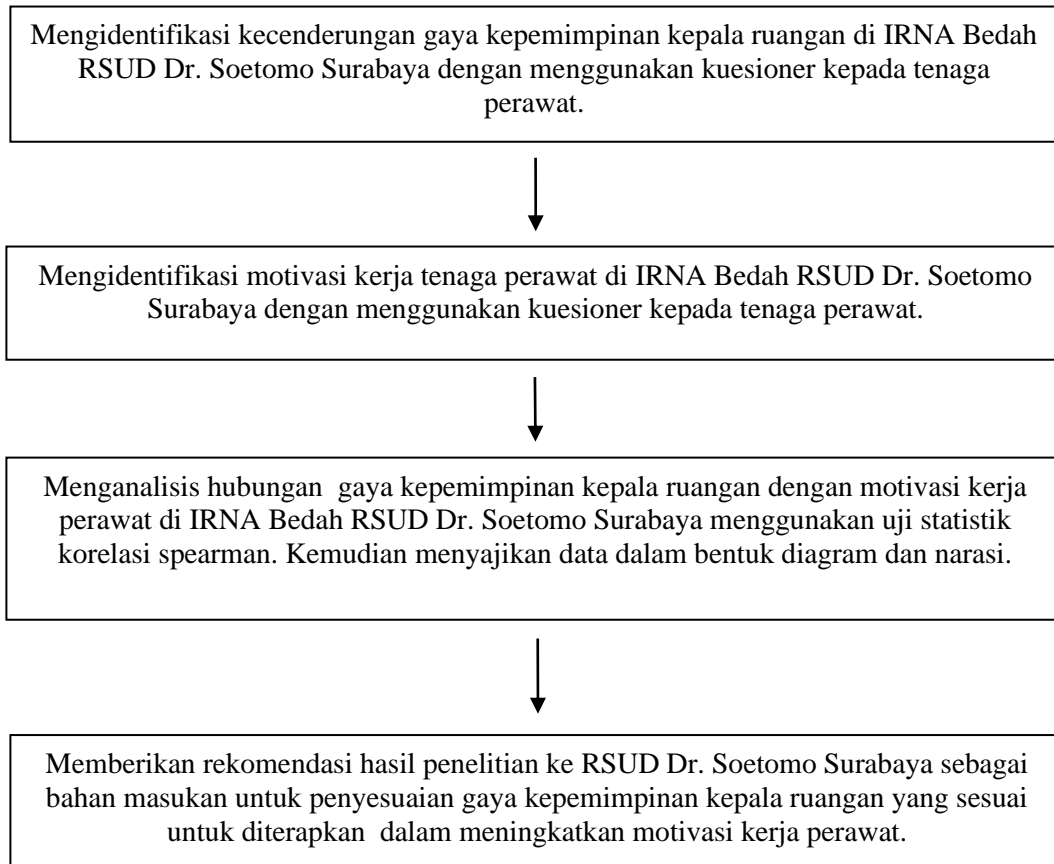 Mengidentifikasi kecenderungan gaya kepemimpinan kepala ruangan di IRNA Bedah
RSUD Dr. Soetomo Surabaya dengan menggunakan kuesioner kepada tenaga
perawat.
Mengidentifikasi motivasi kerja tenaga perawat di IRNA Bedah RSUD Dr. Soetomo
Surabaya dengan menggunakan kuesioner kepada tenaga perawat.
Menganalisis hubungan  gaya kepemimpinan kepala ruangan dengan motivasi kerja
perawat di IRNA Bedah RSUD Dr. Soetomo Surabaya menggunakan uji statistik
korelasi spearman. Kemudian menyajikan data dalam bentuk diagram dan narasi.
Memberikan rekomendasi hasil penelitian ke RSUD Dr. Soetomo Surabaya sebagai
bahan masukan untuk penyesuaian gaya kepemimpinan kepala ruangan yang sesuai
untuk diterapkan  dalam meningkatkan motivasi kerja perawat.